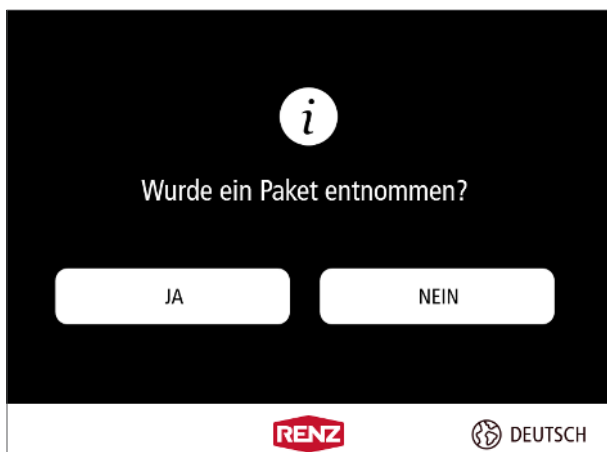 i
Wurde ein Paket entnommen?
JA
NEIN
RENZ
DEUTSCH